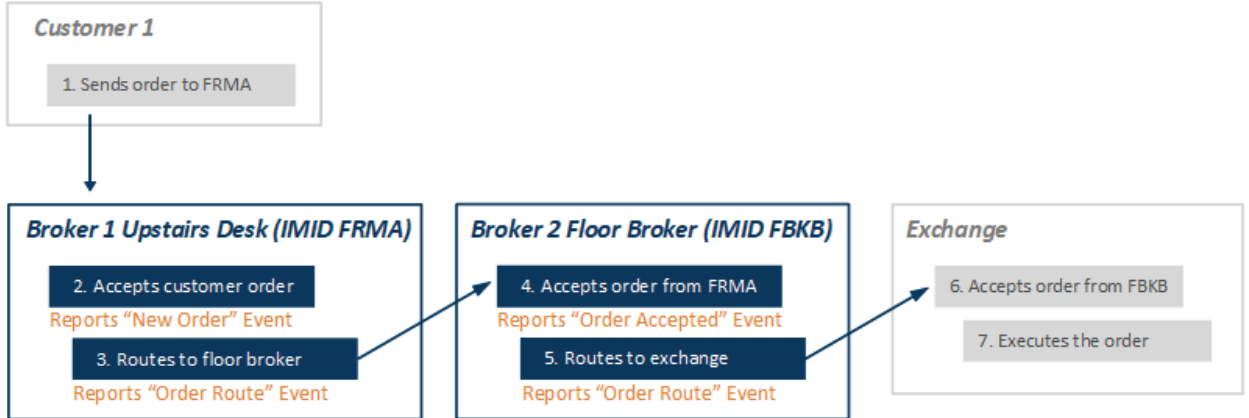 Customer 1
1. Sends order to FRMA
Broker 1 Upstairs Desk (IMID FRMA)
2. Accepts customer order
Reports “New Order” Event
3. Routes to floor broker
Reports “Order Route” Event
Broker 2 Floor Broker (IMID FBKB)
4. Accepts order from FRMA
Reports “Order Accepted” Event
5. Routes to exchange
Reports “Order Route” Event
Exchange
6. Accepts order from FBKB
7. Executes the order